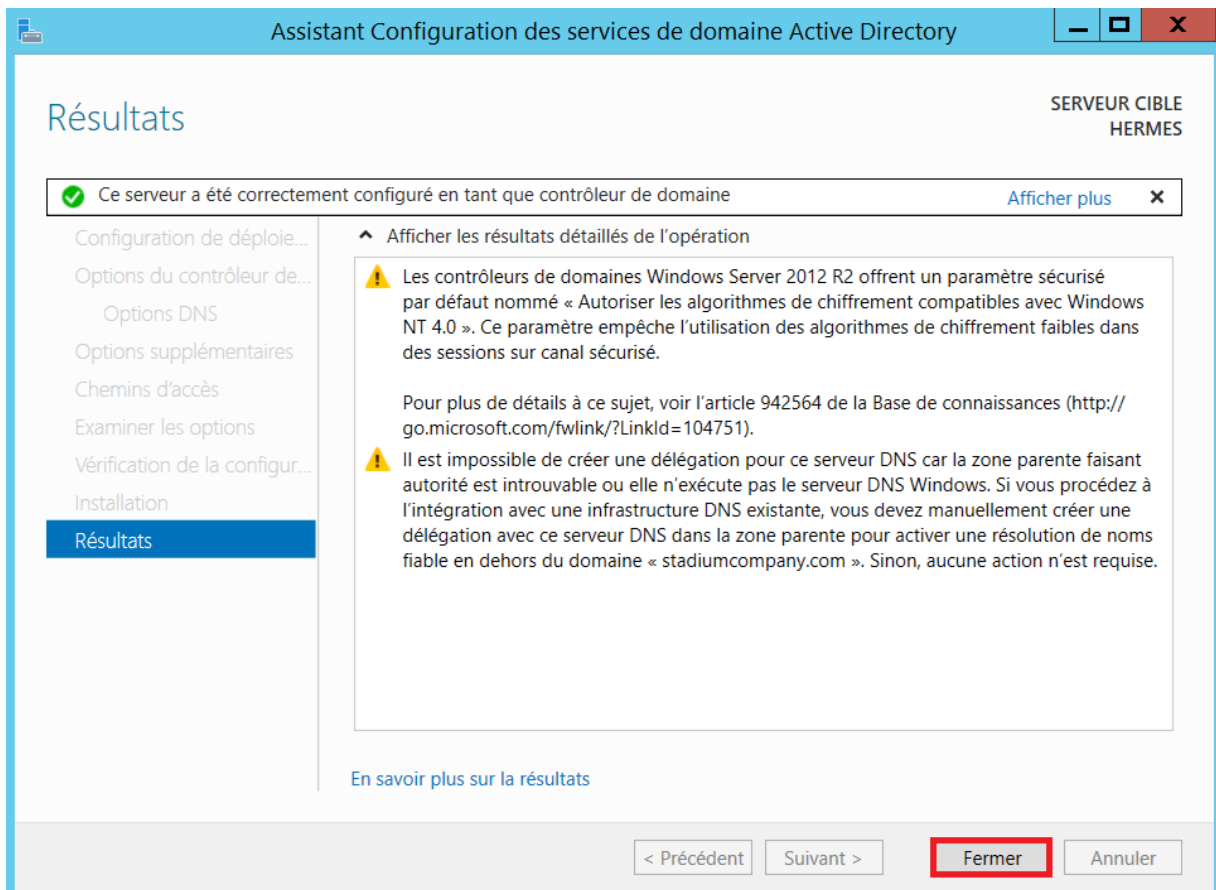 Assistant Configuration des services de domaine Active Directory
Résultats
SERVEUR CIBLE
HERMES
Ce serveur a été correctement configuré en tant que contrôleur de domaine
Afficher plus
Configuration de déploie...
Options du contrôleur de...
Options DNS
Options supplémentaires
Chemins d'accès
Examiner les options
Vérification de la configur...
Installation
Résultats
Afficher les résultats détaillés de l'opération
Les contrôleurs de domaines Windows Server 2012 R2 offrent un paramètre sécurisé
par défaut nommé « Autoriser les algorithmes de chiffrement compatibles avec Windows
NT 4.0 ». Ce paramètre empêche l'utilisation des algorithmes de chiffrement faibles dans
des sessions sur canal sécurisé.
Pour plus de détails à ce sujet, voir l'article 942564 de la Base de connaissances (http://
go.microsoft.com/fwlink/?LinkId=104751).
Il est impossible de créer une délégation pour ce serveur DNS car la zone parente faisant
autorité est introuvable ou elle n'exécute pas le serveur DNS Windows. Si vous procédez à
l'intégration avec une infrastructure DNS existante, vous devez manuellement créer une
délégation avec ce serveur DNS dans la zone parente pour activer une résolution de noms
fiable en dehors du domaine « stadiumcompany.com ». Sinon, aucune action n'est requise.
En savoir plus sur la résultats
< Précédent
Suivant >
Fermer
Annuler